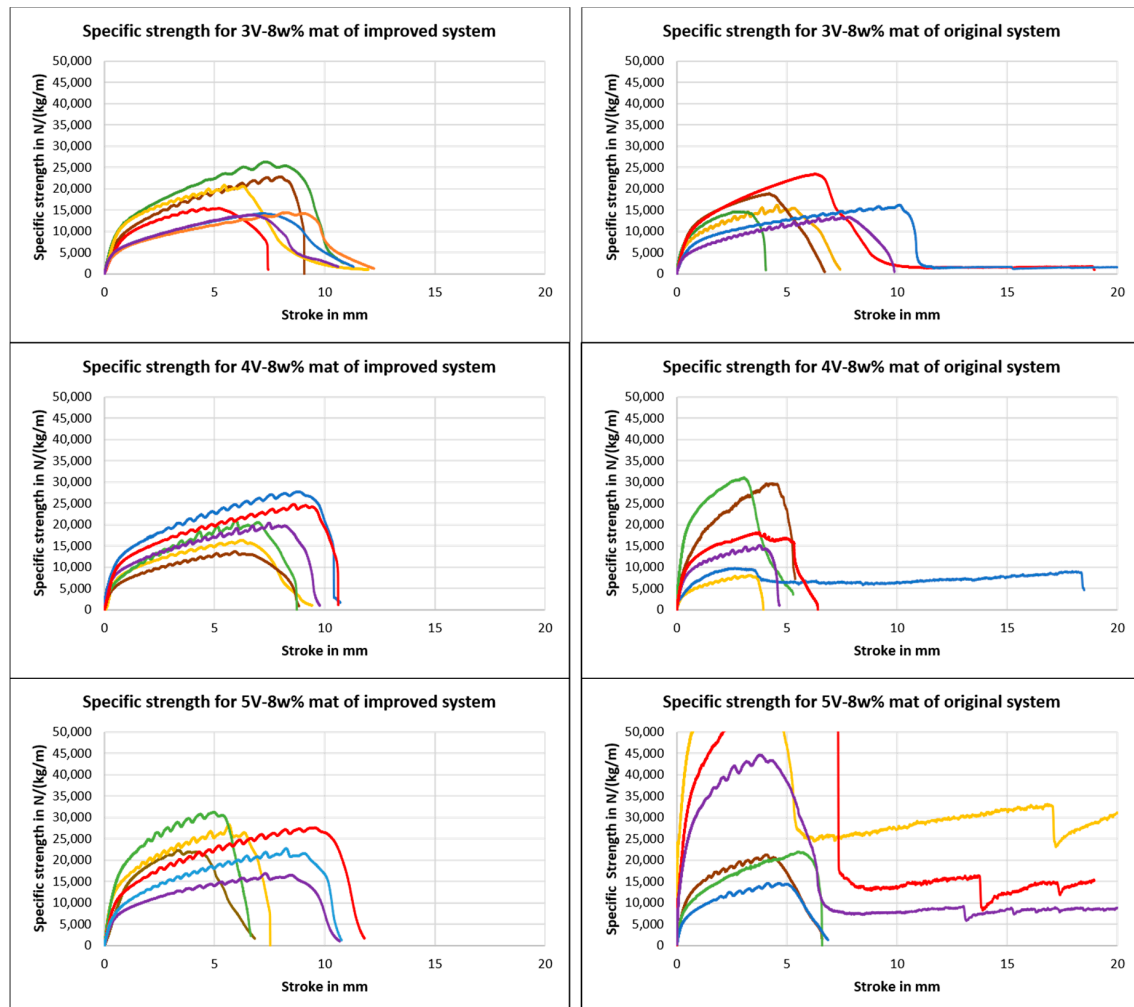 Specific strength for 3V-8w% mat of improved system
Specific strength in N/(kg/m)
50,000
45,000
40,000
35,000
30,000
25,000
20,000
15,000
10,000
5,000
0
0 5 10 15 20
Stroke in mm
Specific strength for 3V-8w% mat of original system
Specific strength in N/(kg/m)
50,000
45,000
40,000
35,000
30,000
25,000
20,000
15,000
10,000
5,000
0
0 5 10 15 20
Stroke in mm
Specific strength for 4V-8w% mat of improved system
Specific strength in N/(kg/m)
50,000
45,000
40,000
35,000
30,000
25,000
20,000
15,000
10,000
5,000
0
0 5 10 15 20
Stroke in mm
Specific strength for 4V-8w% mat of original system
Specific strength in N/(kg/m)
50,000
45,000
40,000
35,000
30,000
25,000
20,000
15,000
10,000
5,000
0
0 5 10 15 20
Stroke in mm
Specific strength for 5V-8w% mat of improved system
Specific strength in N/(kg/m)
50,000
45,000
40,000
35,000
30,000
25,000
20,000
15,000
10,000
5,000
0
0 5 10 15 20
Stroke in mm
Specific strength for 5V-8w% mat of original system
Specific Strength in N/(kg/m)
50,000
45,000
40,000
35,000
30,000
25,000
20,000
15,000
10,000
5,000
0
0 5 10 15 20
Stroke in mm